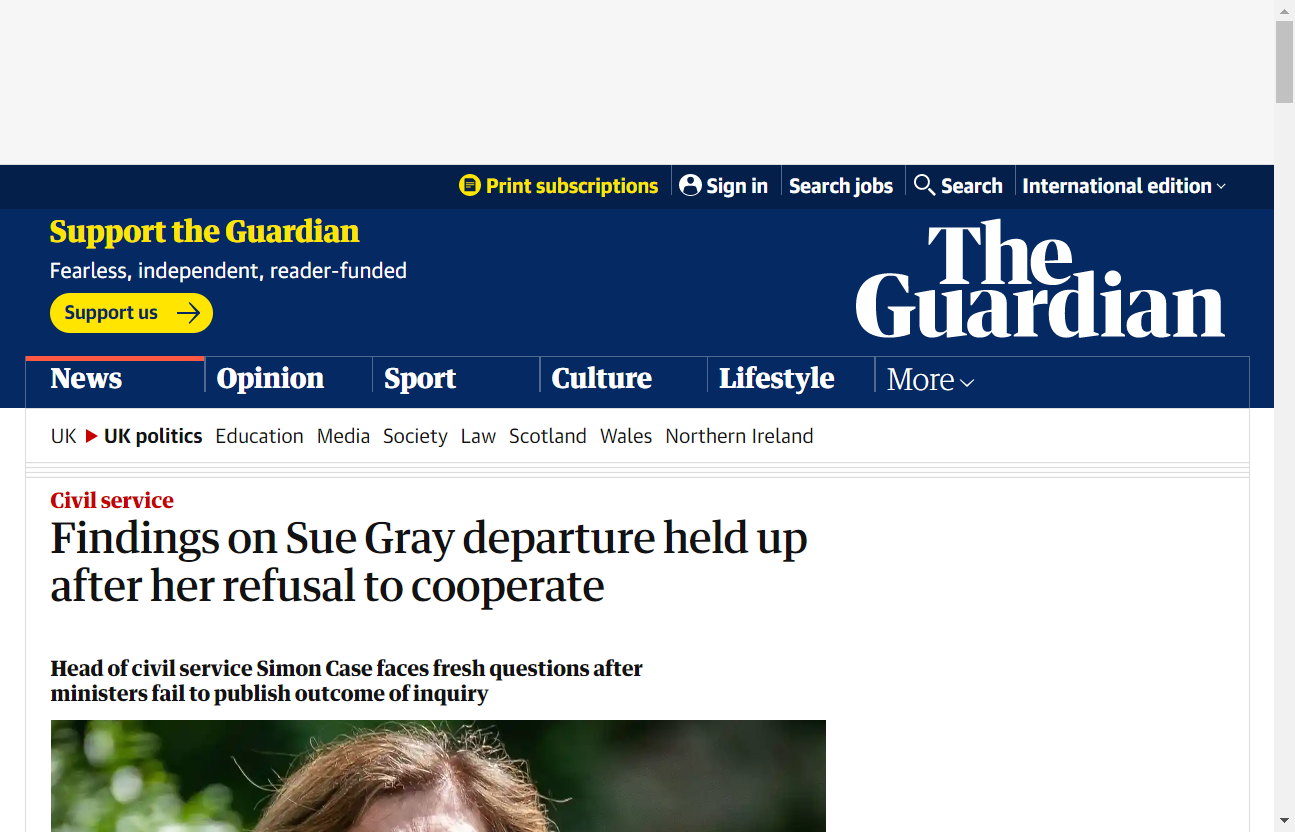 Print subscriptions Sign in Search jobs Search International edition
Support the Guardian
Fearless, independent, reader-funded
Support us
The
Guardian
News Opinion Sport Culture Lifestyle More
UK UK politics Education Media Society Law Scotland Wales Northern Ireland
Civil service
Findings on Sue Gray departure held up
after her refusal to cooperate
Head of civil service Simon Case faces fresh questions after
ministers fail to publish outcome of inquiry